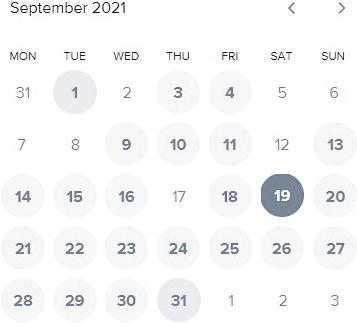 September 2021
MON TUE WED THU FRI SAT SUN
31 1 2 3 4 5 6
7 8 9 10 11 12 13
14 15 16 17 18 19 20
21 22 23 24 25 26 27
28 29 30 31 1 2 3